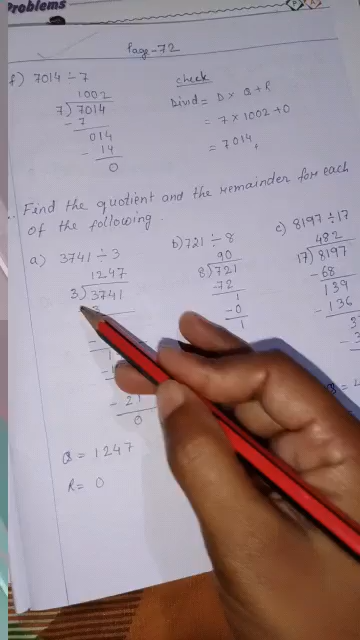 Problems
Page-72
f) 7014 ÷ 7
1002
7)7014
- 7
014
- 14
0
check
Divid = D × Q + R
= 7 × 1002 + 0
= 7014
Find the quotient and the remainder for each
of the following.
a) 3741 ÷ 3
1247
3)3741
- 21
0
Q = 1247
R = 0
b) 721 ÷ 8
90
8)721
-72
1
-0
1
c) 8197 ÷ 17
482
17)8197
-68
139
-136